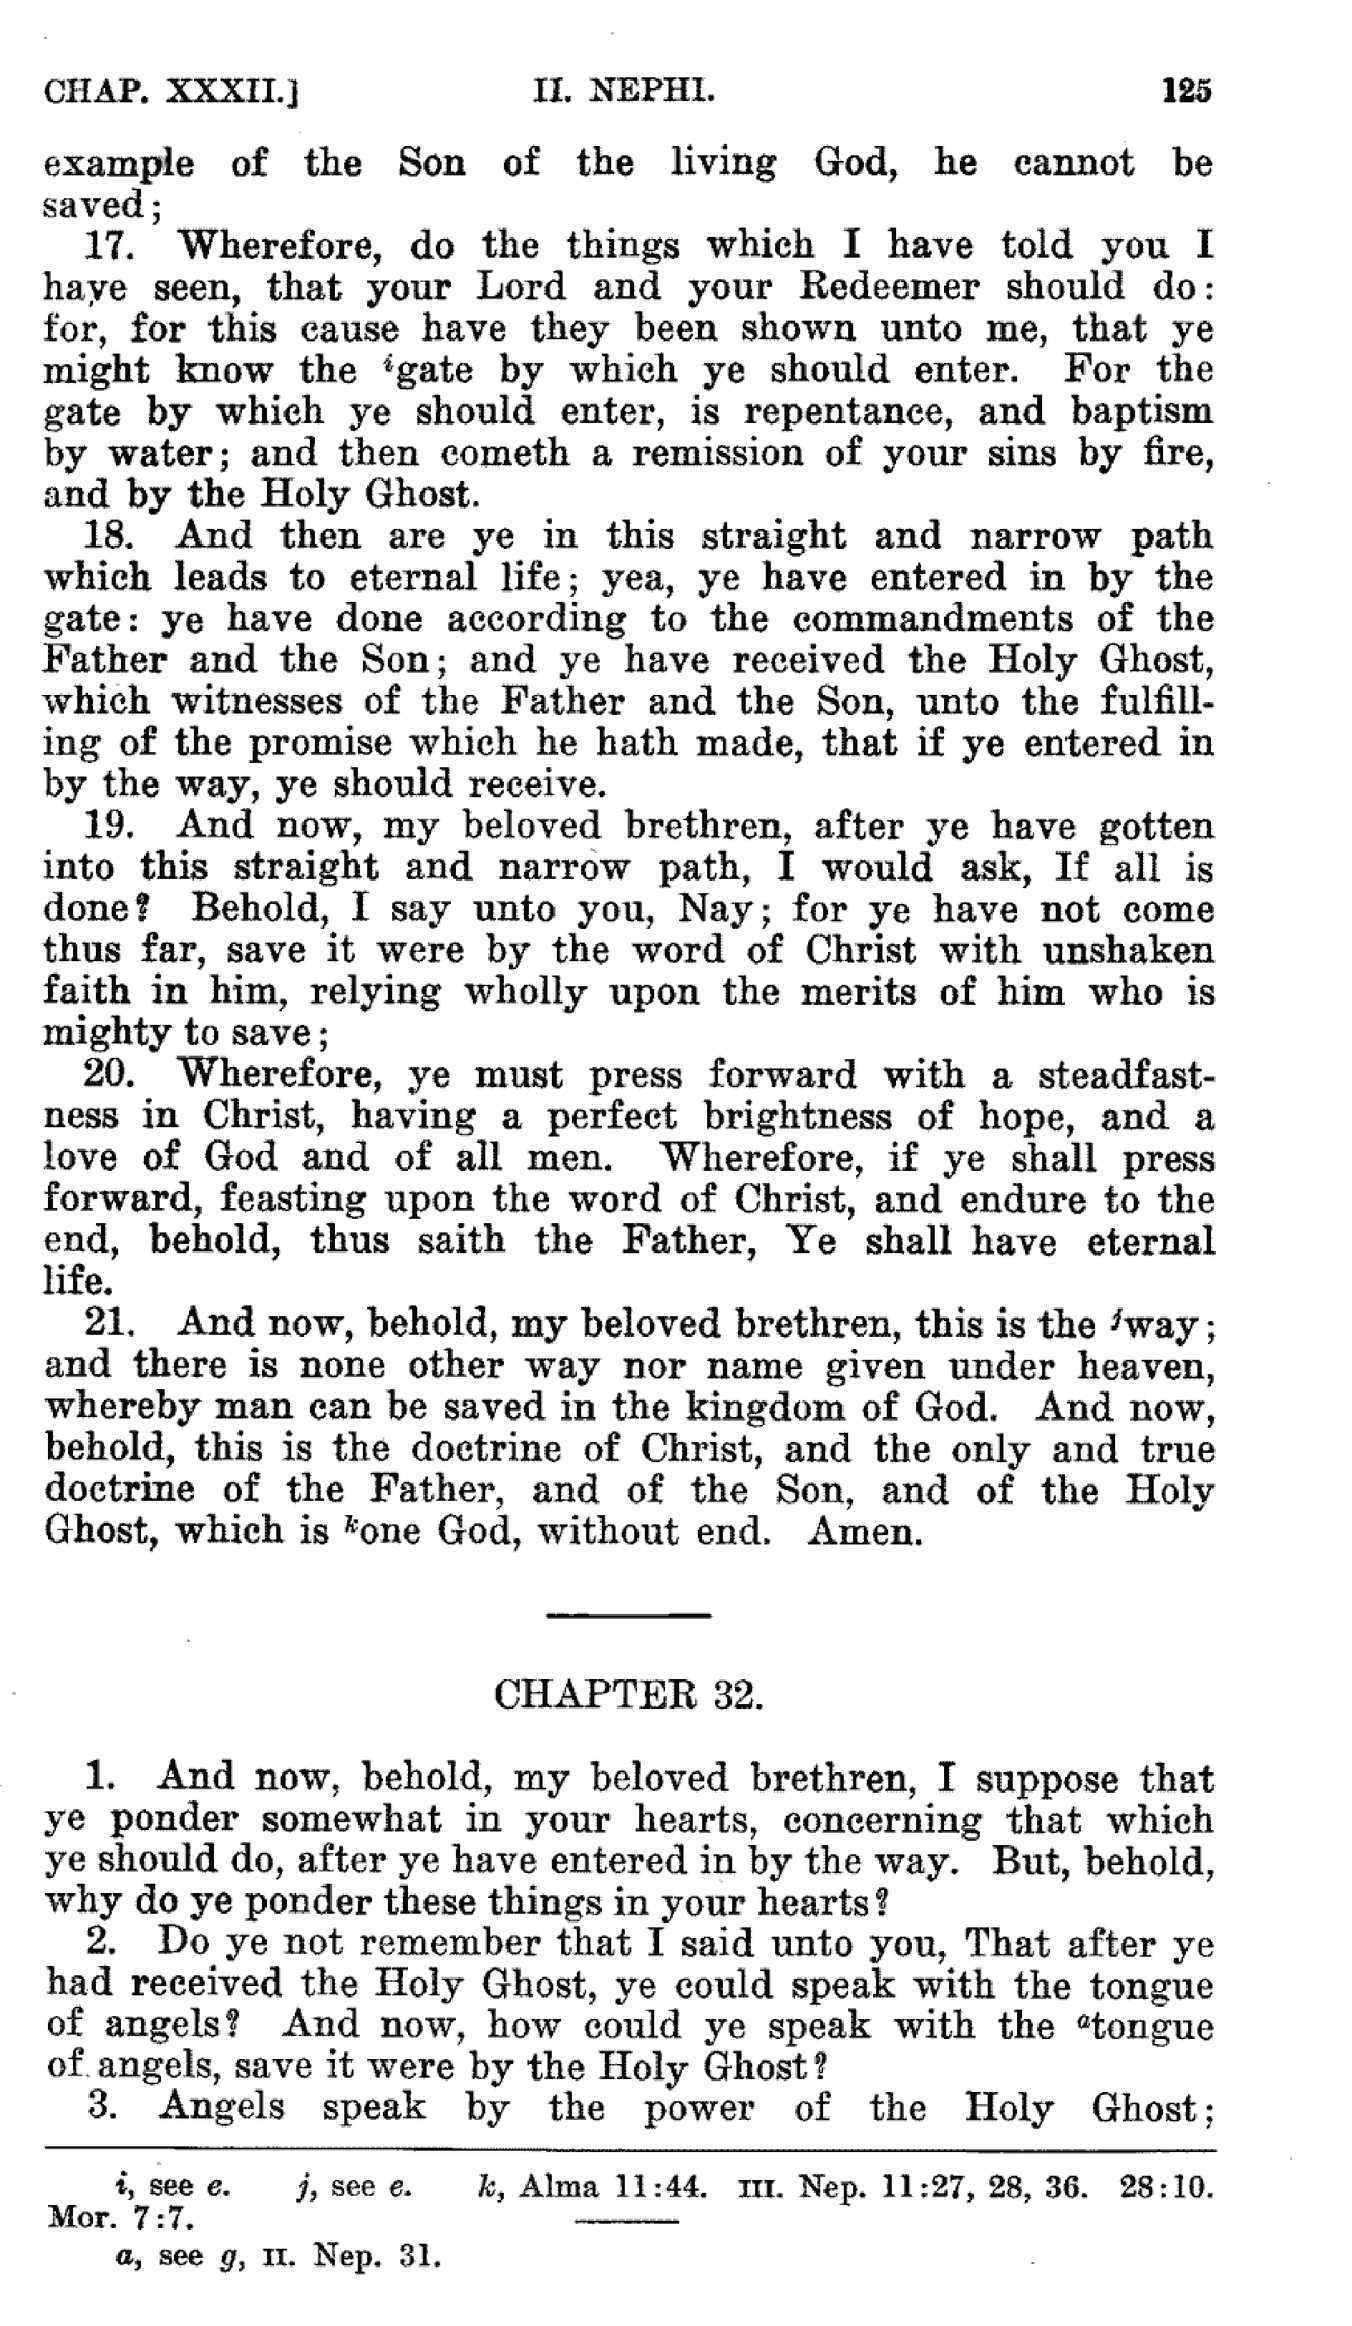 CHAP. XXXII.] II. NEPHI. 125
example of the Son of the living God, he cannot be
saved;
17. Wherefore, do the things which I have told you I
have seen, that your Lord and your Redeemer should do:
for, for this cause have they been shown unto me, that ye
might know the ⁱgate by which ye should enter. For the
gate by which ye should enter, is repentance, and baptism
by water; and then cometh a remission of your sins by fire,
and by the Holy Ghost.
18. And then are ye in this straight and narrow path
which leads to eternal life; yea, ye have entered in by the
gate: ye have done according to the commandments of the
Father and the Son; and ye have received the Holy Ghost,
which witnesses of the Father and the Son, unto the fulfill-
ing of the promise which he hath made, that if ye entered in
by the way, ye should receive.
19. And now, my beloved brethren, after ye have gotten
into this straight and narrow path, I would ask, If all is
done? Behold, I say unto you, Nay; for ye have not come
thus far, save it were by the word of Christ with unshaken
faith in him, relying wholly upon the merits of him who is
mighty to save;
20. Wherefore, ye must press forward with a steadfast-
ness in Christ, having a perfect brightness of hope, and a
love of God and of all men. Wherefore, if ye shall press
forward, feasting upon the word of Christ, and endure to the
end, behold, thus saith the Father, Ye shall have eternal
life.
21. And now, behold, my beloved brethren, this is the ʲway;
and there is none other way nor name given under heaven,
whereby man can be saved in the kingdom of God. And now,
behold, this is the doctrine of Christ, and the only and true
doctrine of the Father, and of the Son, and of the Holy
Ghost, which is ᵏone God, without end. Amen.
CHAPTER 32.
1. And now, behold, my beloved brethren, I suppose that
ye ponder somewhat in your hearts, concerning that which
ye should do, after ye have entered in by the way. But, behold,
why do ye ponder these things in your hearts?
2. Do ye not remember that I said unto you, That after ye
had received the Holy Ghost, ye could speak with the tongue
of angels? And now, how could ye speak with the ᵃtongue
of angels, save it were by the Holy Ghost?
3. Angels speak by the power of the Holy Ghost;
i, see e. j, see e. k, Alma 11:44. III. Nep. 11:27, 28, 36. 28:10.
Mor. 7:7.
a, see g, II. Nep. 31.